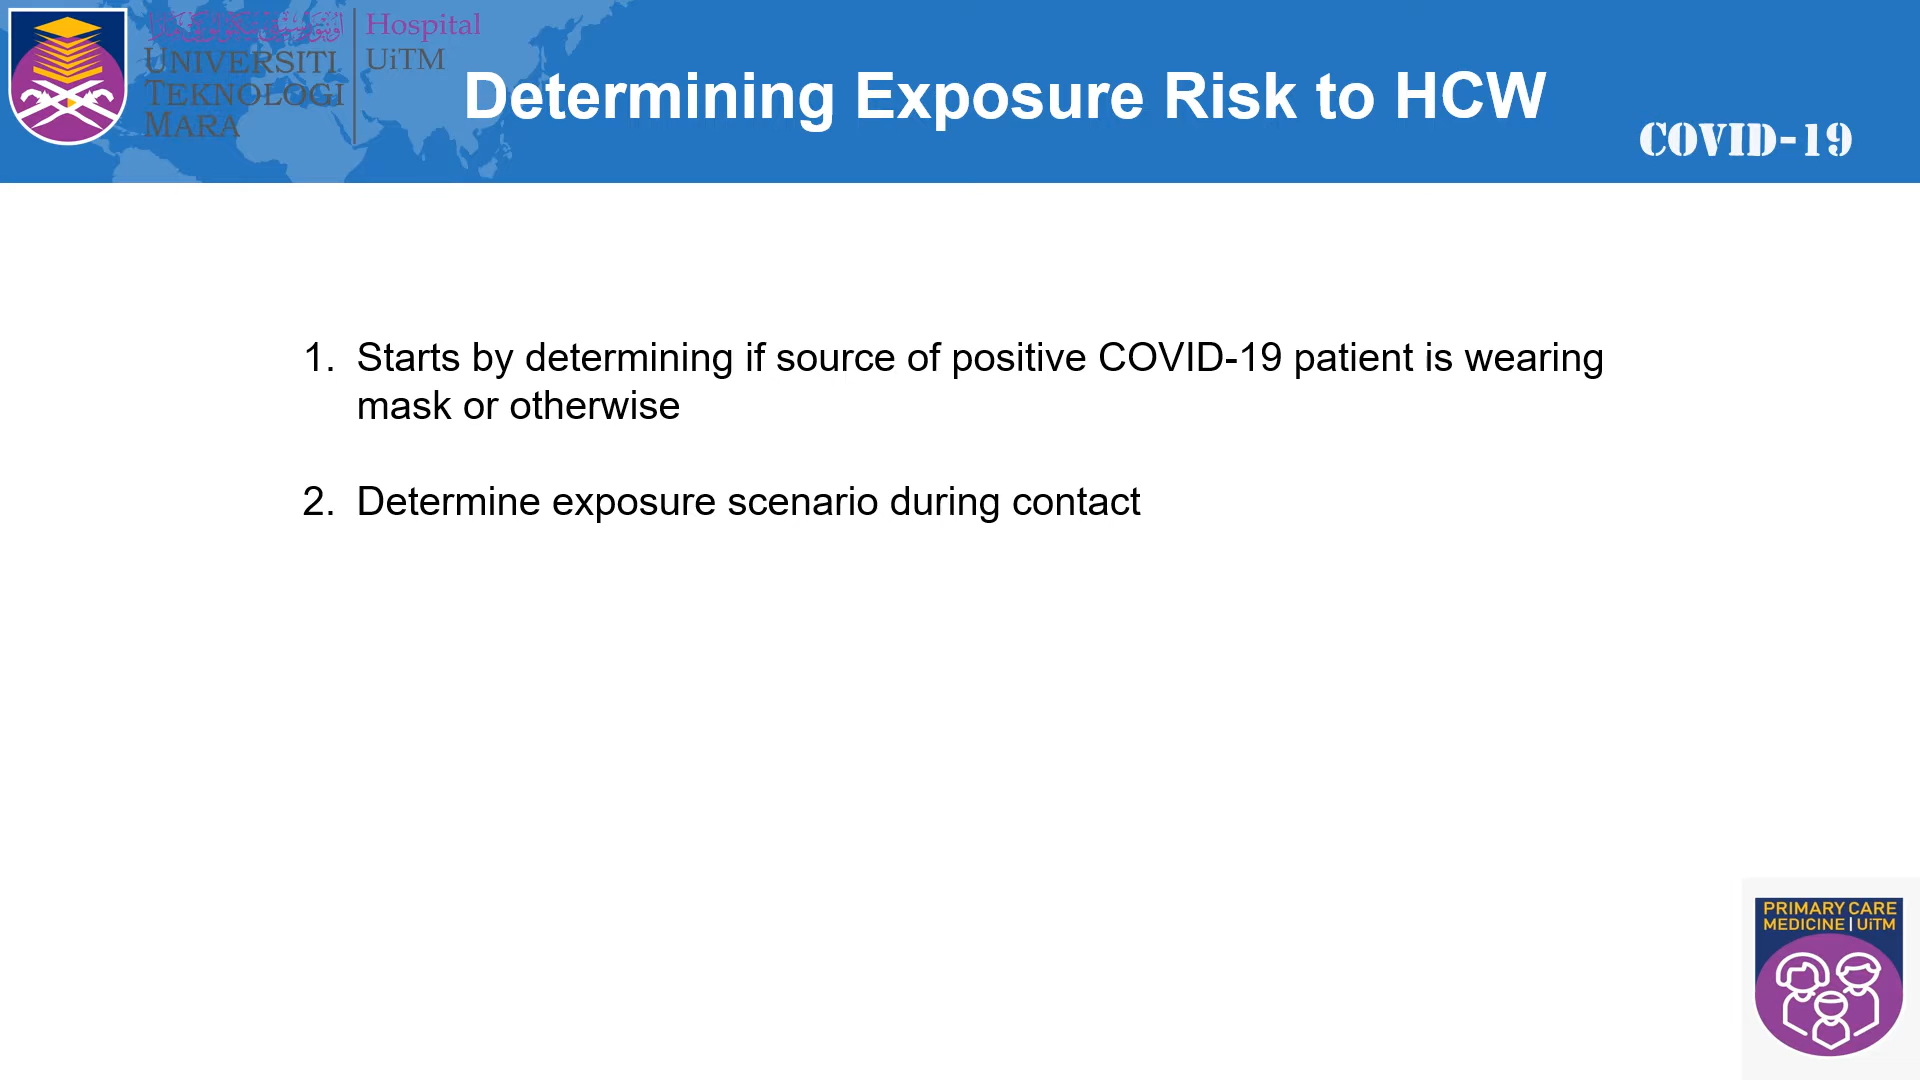 Hospital
UiTM
UNIVERSITI
TEKNOLOGI
MARA
Determining Exposure Risk to HCW
COVID-19
1. Starts by determining if source of positive COVID-19 patient is wearing
mask or otherwise
2. Determine exposure scenario during contact
PRIMARY CARE
MEDICINE | UiTM